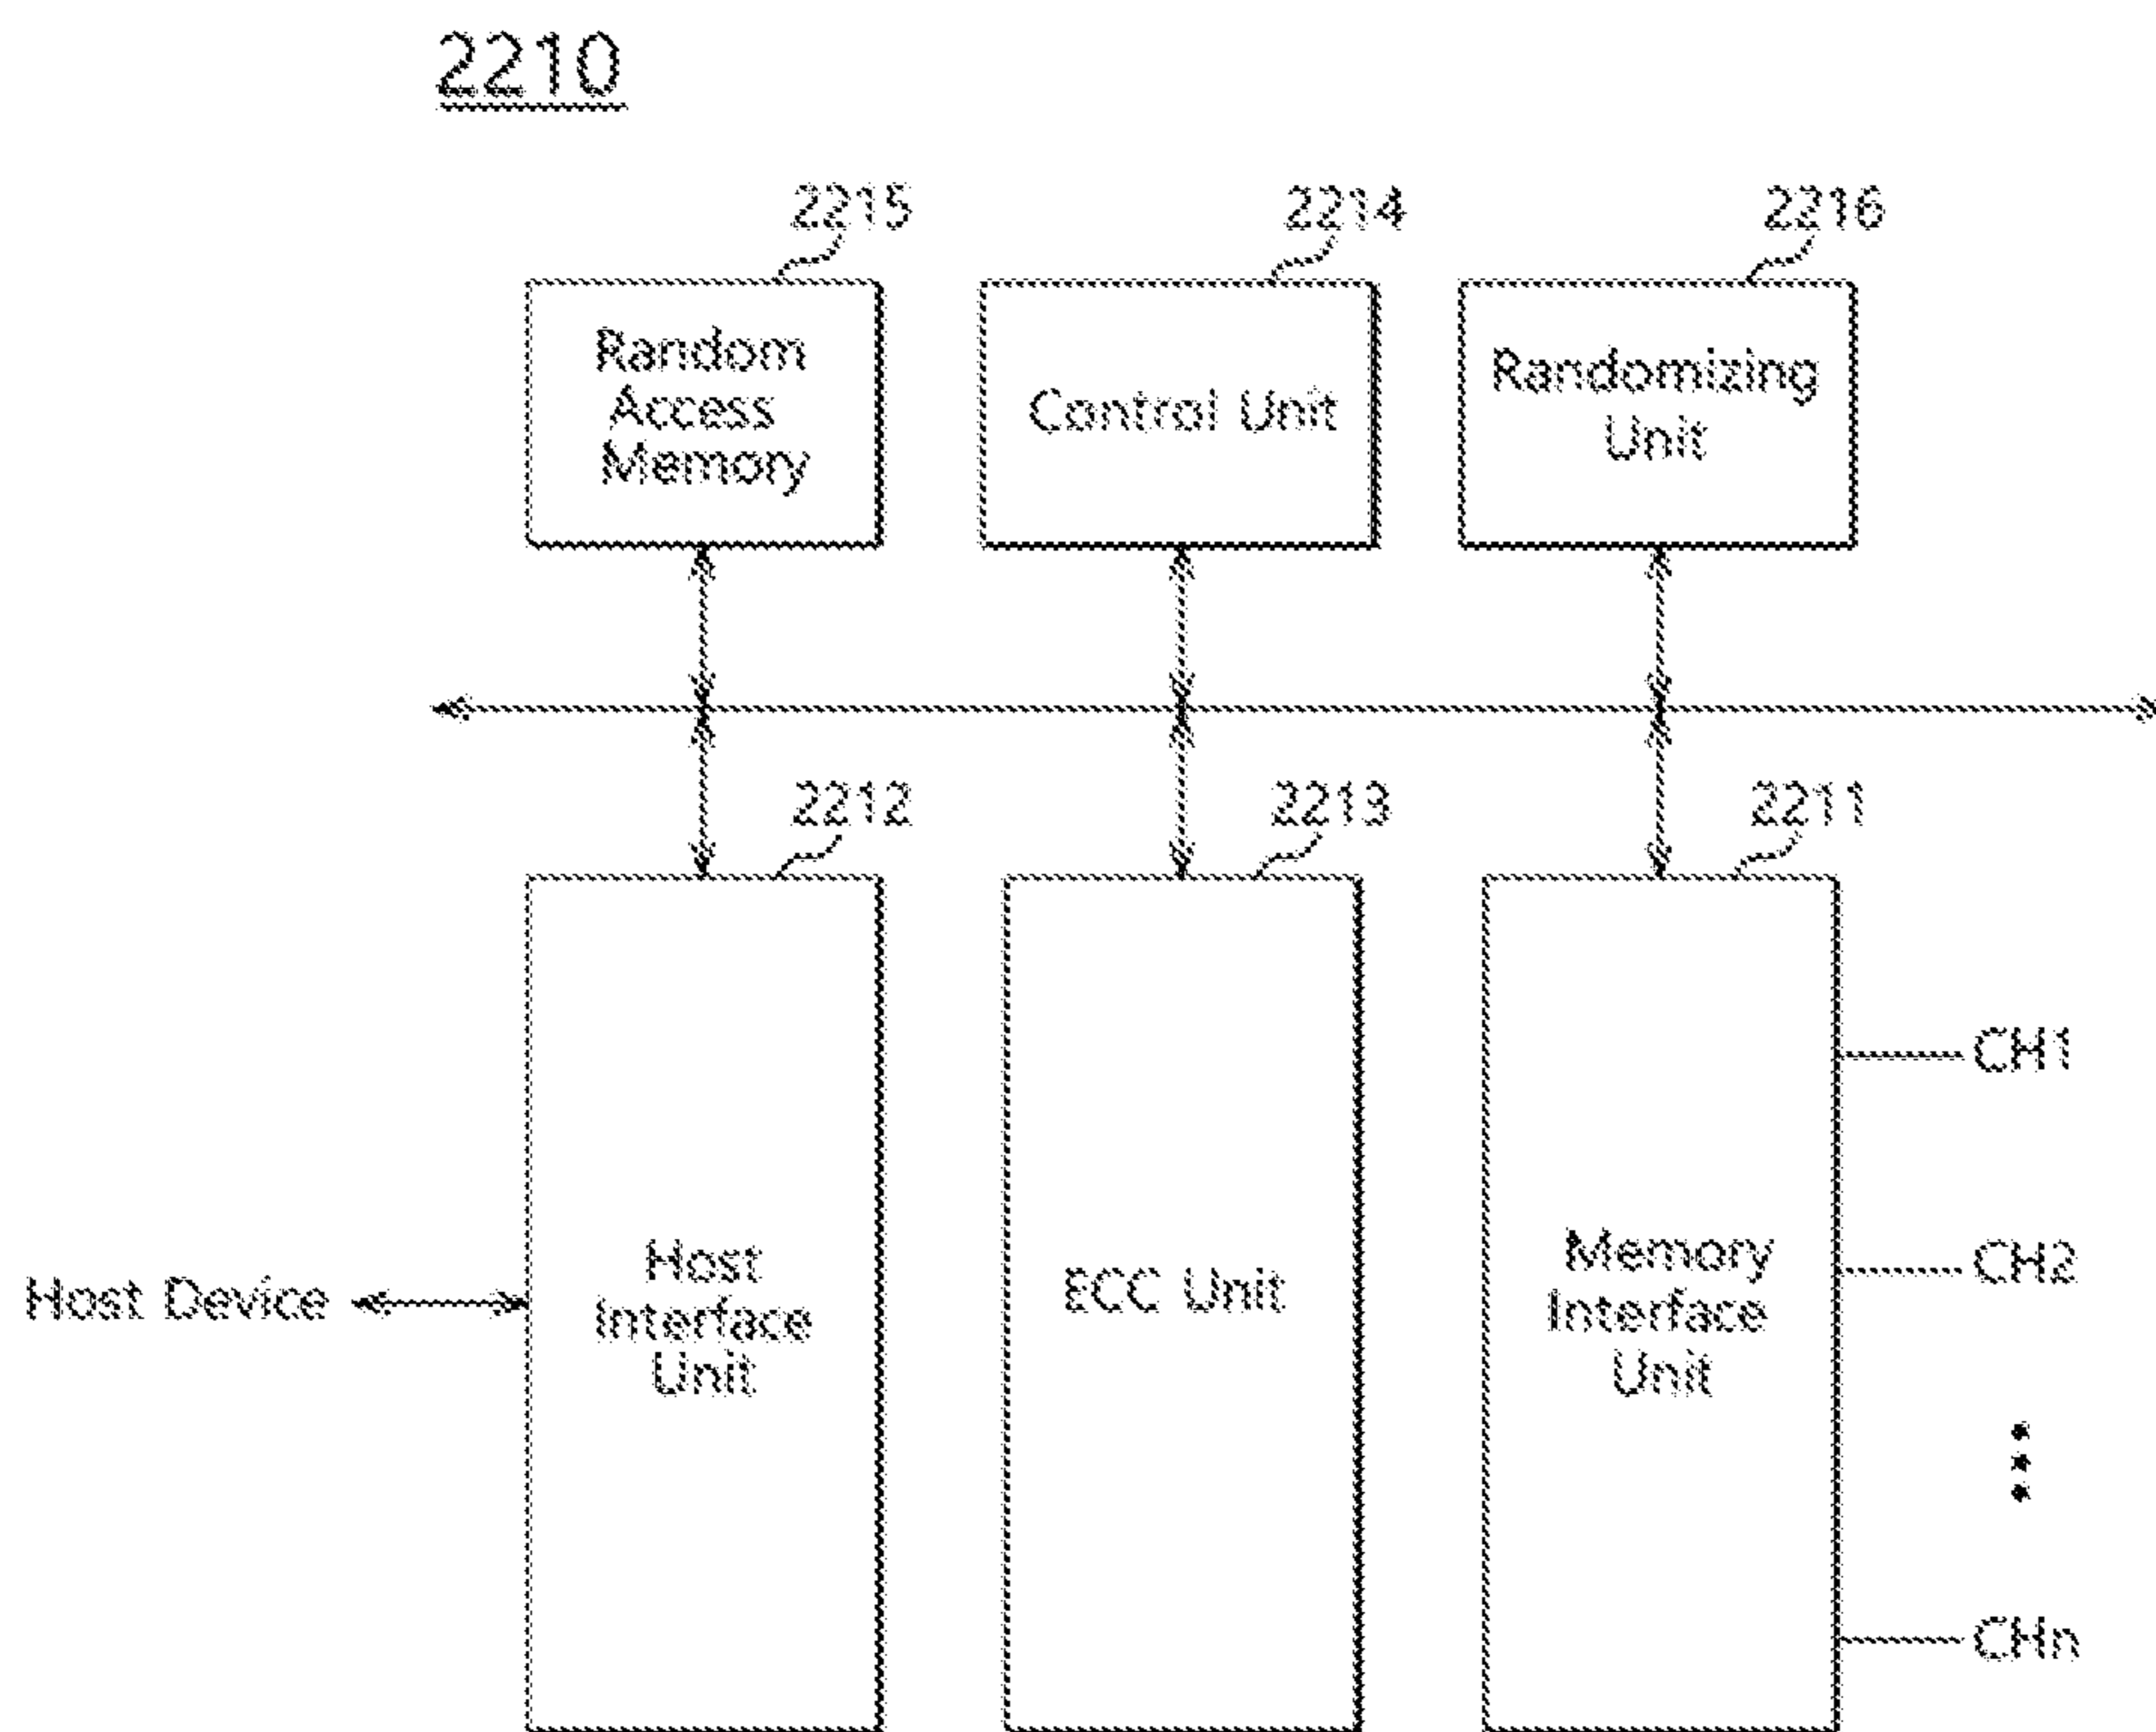 2210
2215
2214
2216
Random
Access
Memory
Control Unit
Randomizing
Unit
2212
2213
2211
Host Device
Host
Interface
Unit
ECC Unit
Memory
Interface
Unit
CH1
CH2
CHn